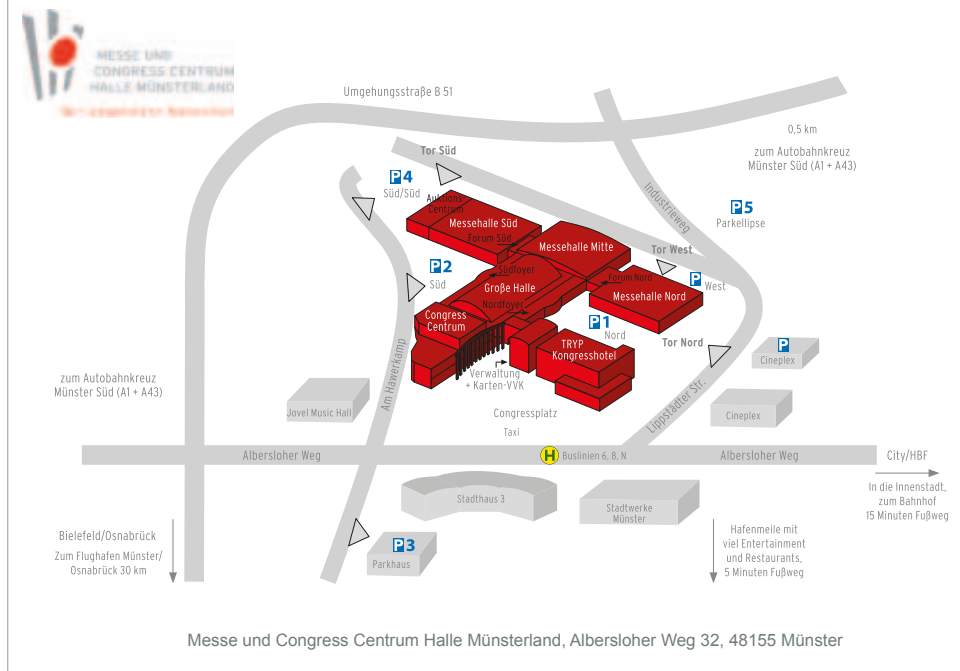 MESSE UND
CONGRESS CENTRUM
HALLE MÜNSTERLAND
Umgehungsstraße B 51
0,5 km
zum Autobahnkreuz
Münster Süd (A1 + A43)
Tor Süd
P 4
Süd/Süd
Industrieweg
P 5
Parkellipse
Auktions
Centrum
Messehalle Süd
Forum Süd
Messehalle Mitte
Tor West
P 2
Süd
Südfoyer
Große Halle
Nordfoyer
Forum Nord
Messehalle Nord
P
West
Congress
Centrum
P 1
Nord
TRYP
Kongresshotel
Tor Nord
P
Cineplex
Verwaltung
+ Karten-VVK
zum Autobahnkreuz
Münster Süd (A1 + A43)
Am Hawerkamp
Lippstädter Str.
Jovel Music Hall
Congressplatz
Taxi
Cineplex
Albersloher Weg
H
Buslinien 6, 8, N
Albersloher Weg
City/HBF
In die Innenstadt,
zum Bahnhof
15 Minuten Fußweg
Stadthaus 3
Stadtwerke
Münster
Bielefeld/Osnabrück
Zum Flughafen Münster/
Osnabrück 30 km
P 3
Parkhaus
Hafenmeile mit
viel Entertainment
und Restaurants,
5 Minuten Fußweg
Messe und Congress Centrum Halle Münsterland, Albersloher Weg 32, 48155 Münster